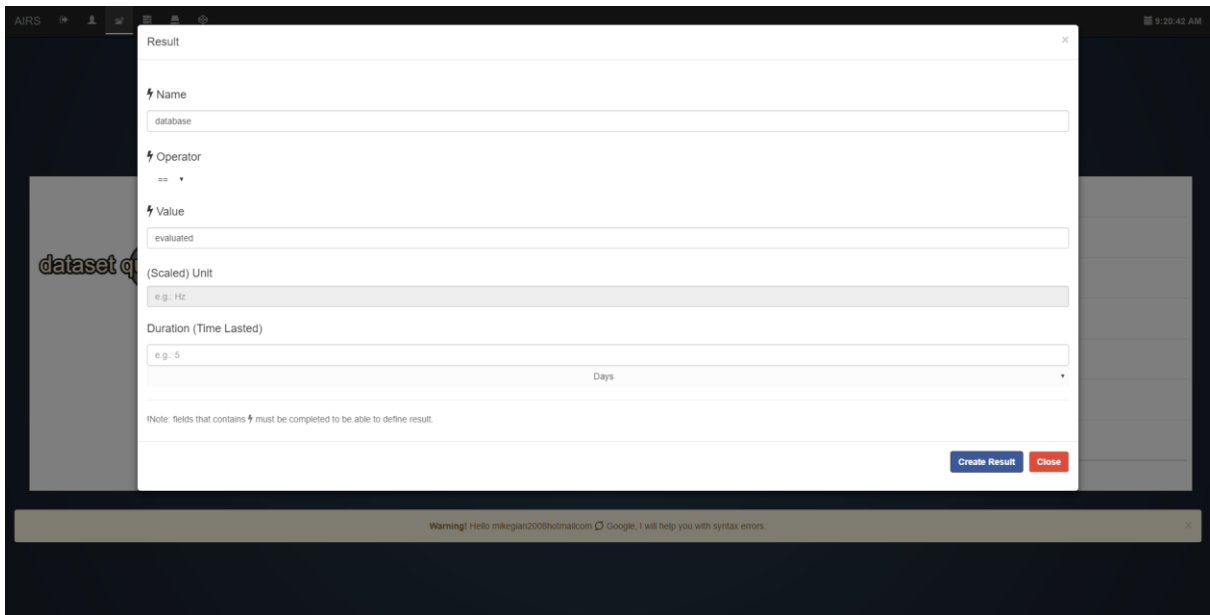 AIRS
9:20:42 AM
Result
×
Name
database
Operator
==
Value
evaluated
dataset
(Scaled) Unit
e.g.: Hz
Duration (Time Lasted)
e.g.: 5
Days
!Note: fields that contains must be completed to be able to define result.
Create Result Close
Warning! Hello mikegian2008hotmailcom Google, I will help you with syntax errors. ×